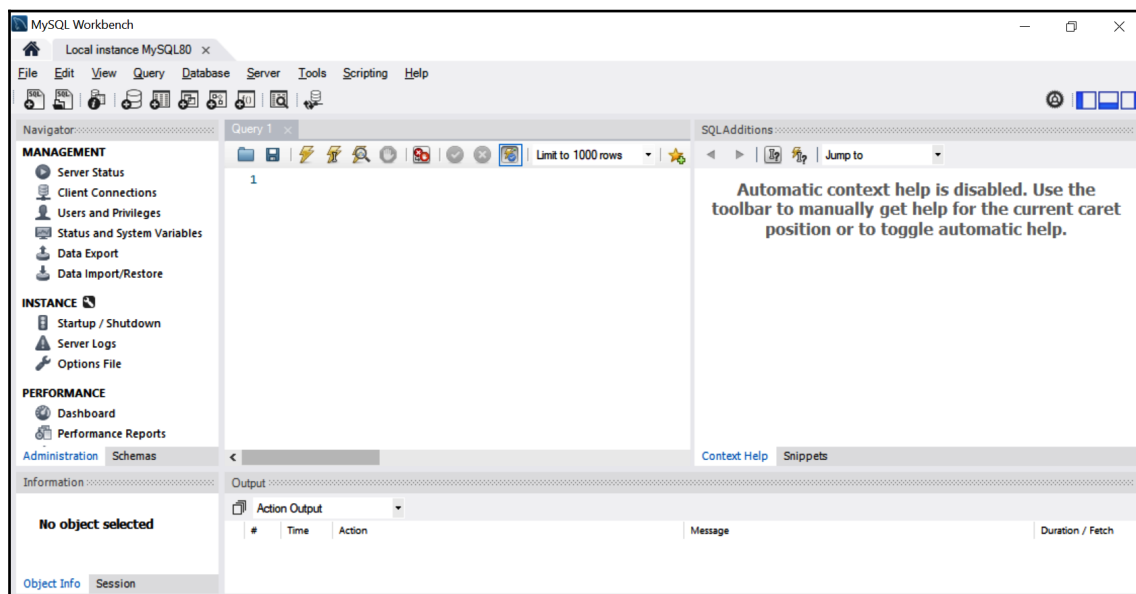 MySQL Workbench
Local instance MySQL80
File Edit View Query Database Server Tools Scripting Help
Navigator
MANAGEMENT
Server Status
Client Connections
Users and Privileges
Status and System Variables
Data Export
Data Import/Restore
INSTANCE
Startup / Shutdown
Server Logs
Options File
PERFORMANCE
Dashboard
Performance Reports
Administration Schemas
Query 1
Limit to 1000 rows
1
SQLAdditions
Jump to
Automatic context help is disabled. Use the
toolbar to manually get help for the current caret
position or to toggle automatic help.
Context Help Snippets
Information
No object selected
Object Info Session
Output
Action Output
# Time Action Message Duration / Fetch